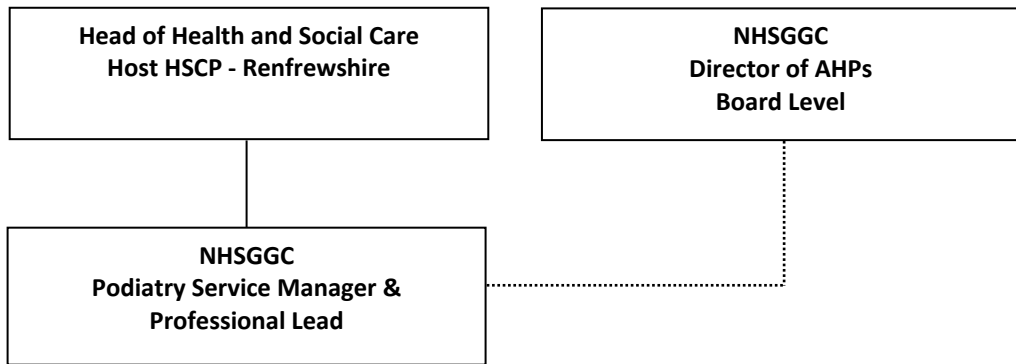 Head of Health and Social Care
Host HSCP - Renfrewshire
NHSGGC
Director of AHPs
Board Level
NHSGGC
Podiatry Service Manager &
Professional Lead